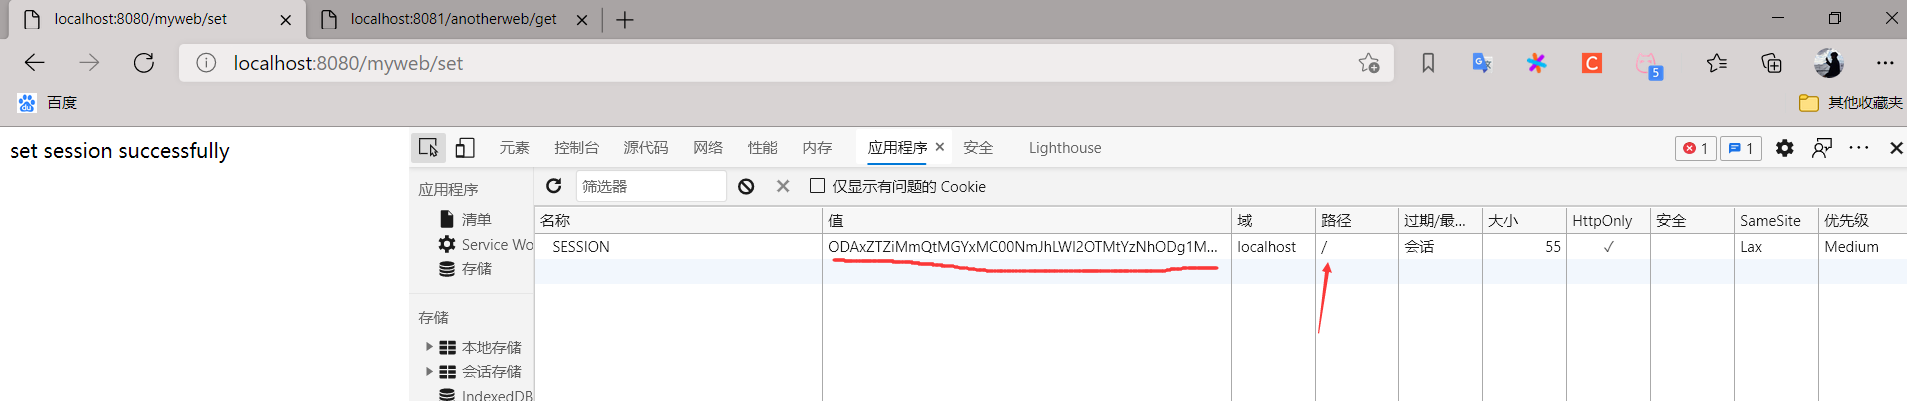 localhost:8080/myweb/set
localhost:8081/anotherweb/get
localhost:8080/myweb/set
5
百度
其他收藏夹
set session successfully
元素 控制台 源代码 网络 性能 内存 应用程序 安全 Lighthouse 1 1
应用程序
筛选器
仅显示有问题的 Cookie
清单
Service Wo
存储
存储
本地存储
会话存储
IndexedDB
名称 值 域 路径 过期/最... 大小 HttpOnly 安全 SameSite 优先级
SESSION ODAxZTZiMmQtMGYxMC00NmJhLWI2OTMtYzNhODg1M... localhost / 会话 55 ✓ Lax Medium